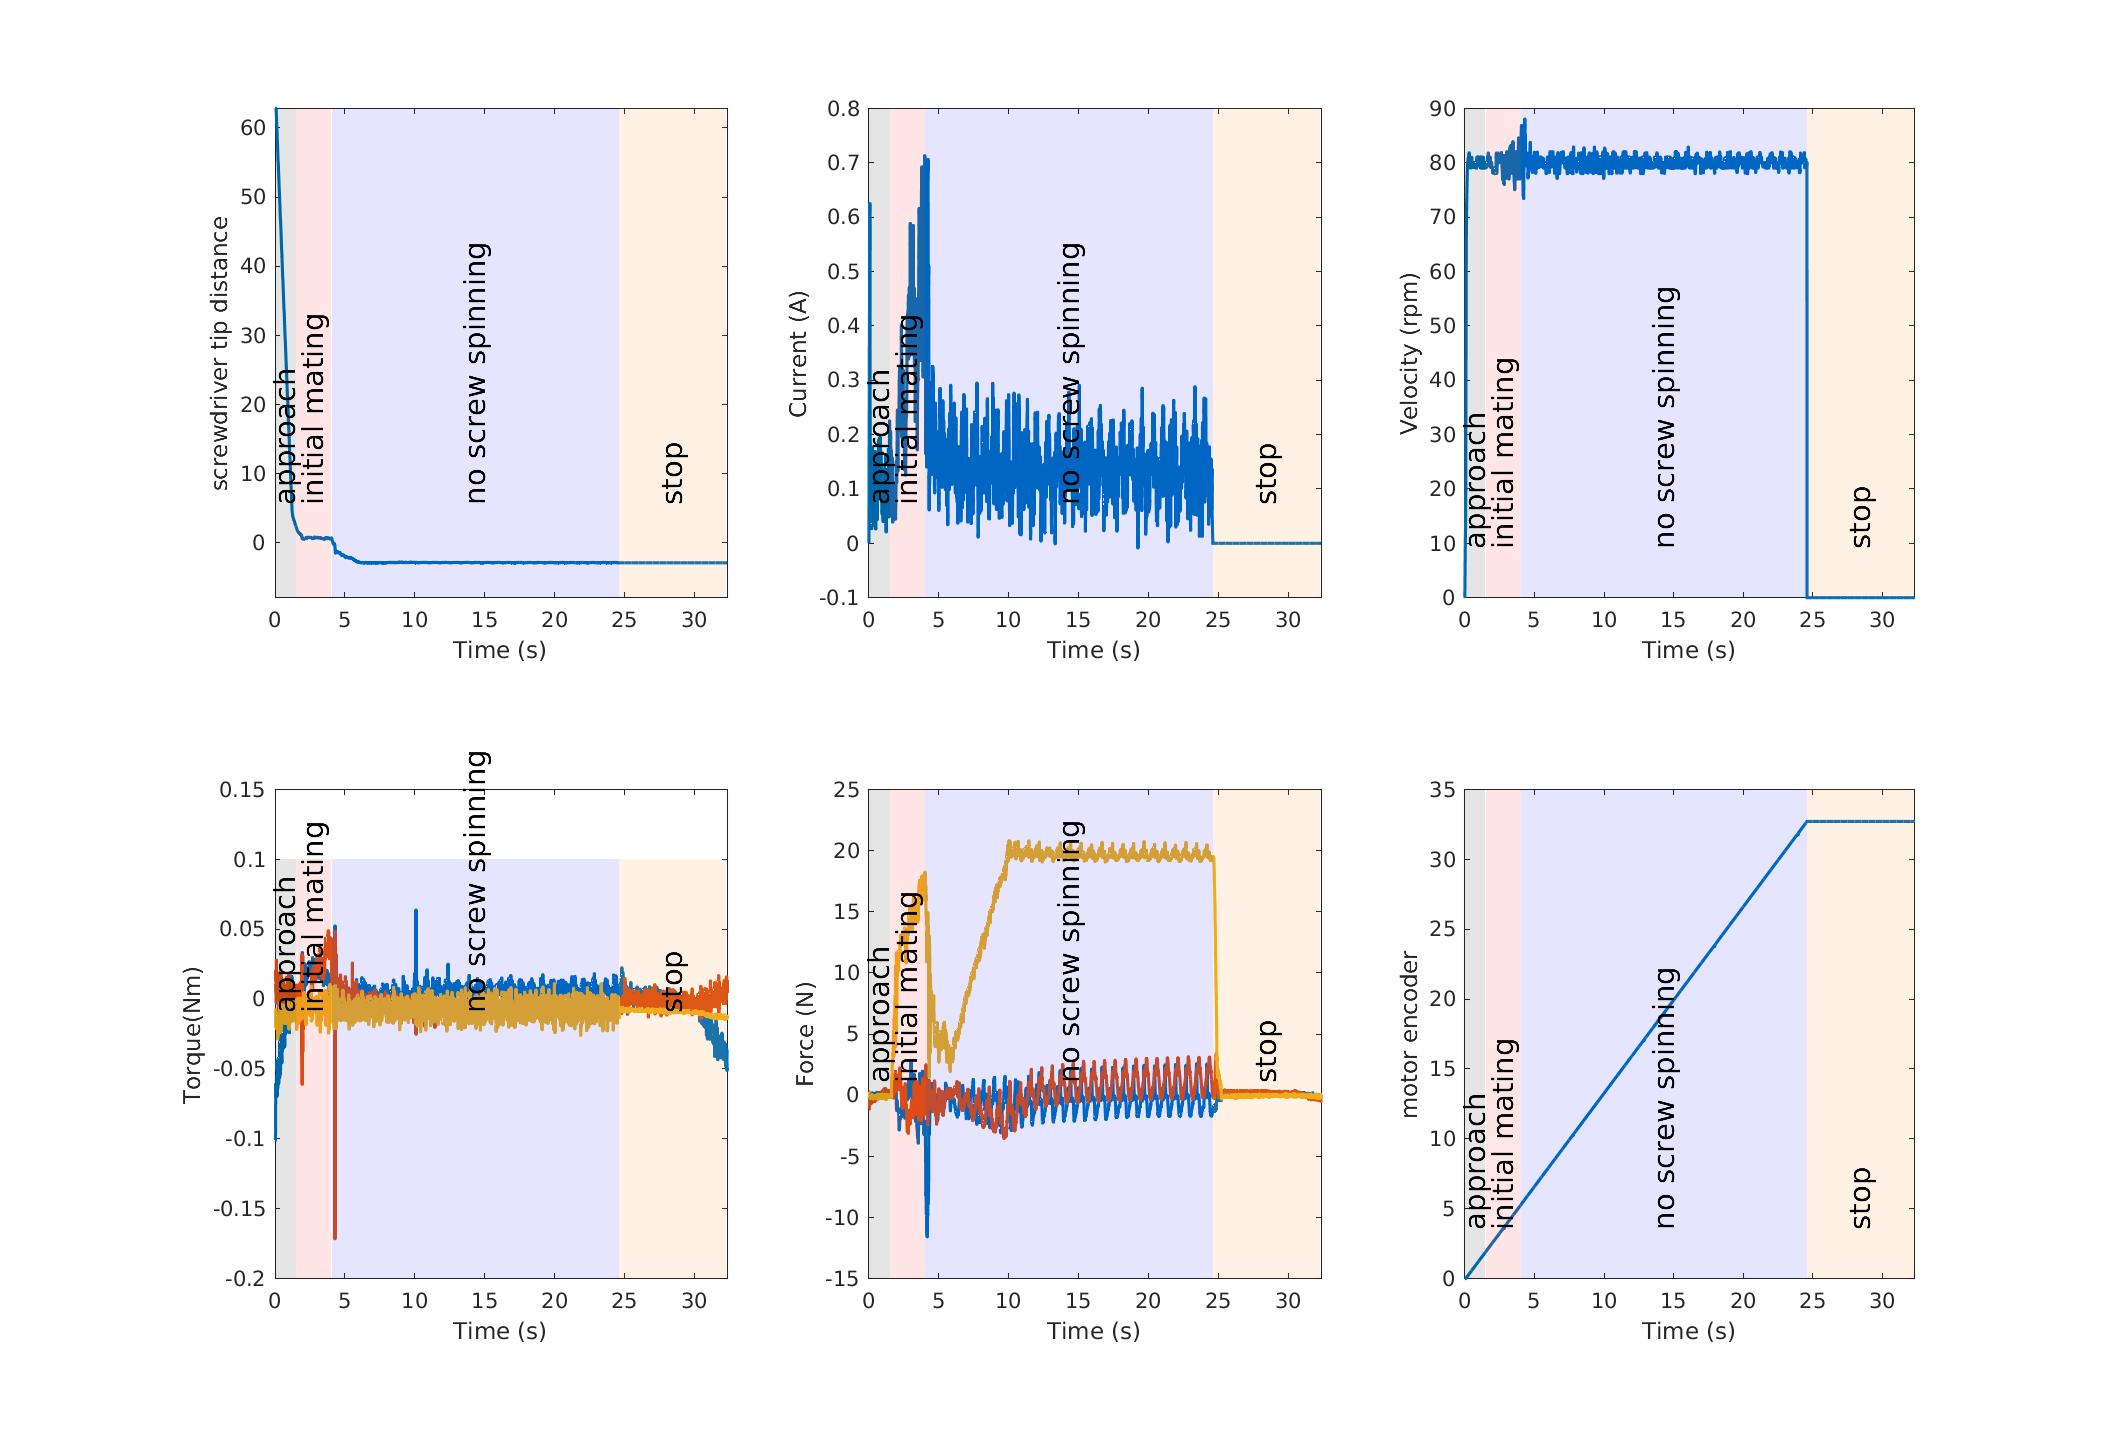 60
50
40
30
20
10
0
screwdriver tip distance
approach
initial mating
no screw spinning
stop
0 5 10 15 20 25 30
Time (s)
0.8
0.7
0.6
0.5
0.4
0.3
0.2
0.1
0
-0.1
Current (A)
approach
initial mating
no screw spinning
stop
0 5 10 15 20 25 30
Time (s)
90
80
70
60
50
40
30
20
10
0
Velocity (rpm)
approach
initial mating
no screw spinning
stop
0 5 10 15 20 25 30
Time (s)
0.15
0.1
0.05
0
-0.05
-0.1
-0.15
-0.2
Torque(Nm)
approach
initial mating
no screw spinning
stop
0 5 10 15 20 25 30
Time (s)
25
20
15
10
5
0
-5
-10
-15
Force (N)
approach
initial mating
no screw spinning
stop
0 5 10 15 20 25 30
Time (s)
35
30
25
20
15
10
5
0
motor encoder
approach
initial mating
no screw spinning
stop
0 5 10 15 20 25 30
Time (s)